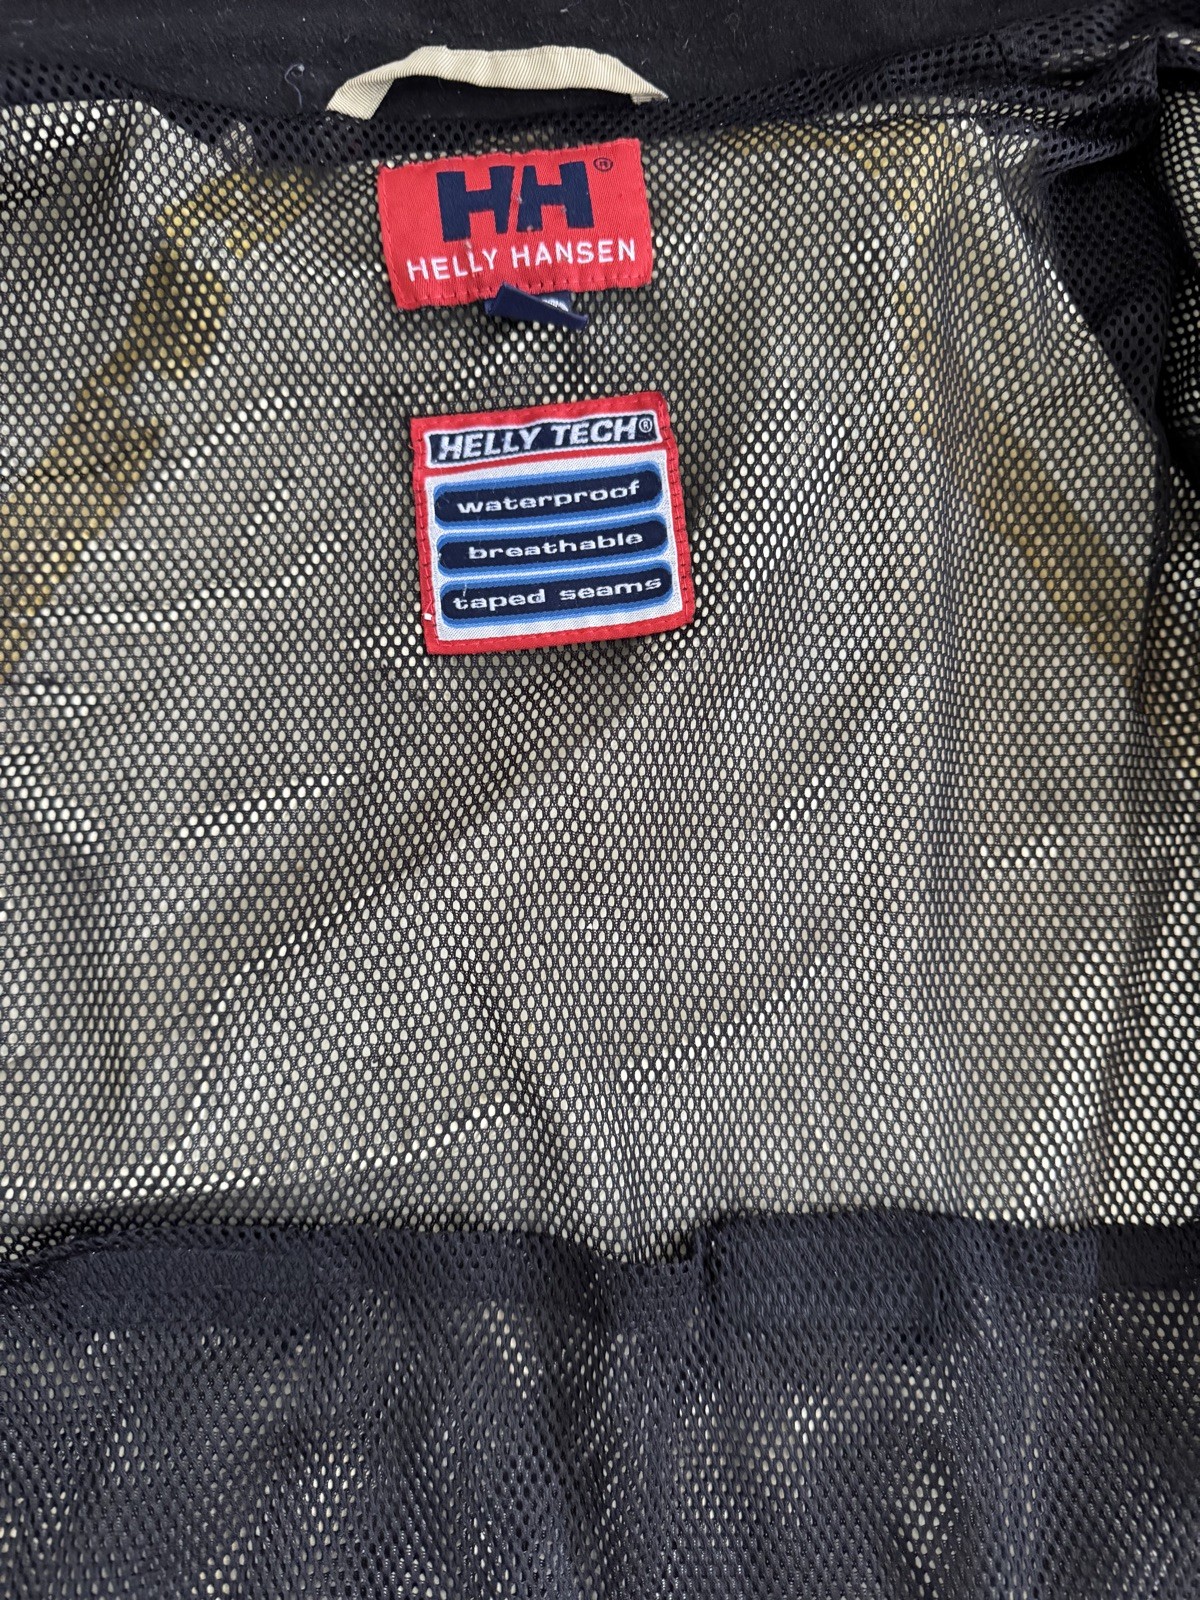 HH®
HELLY HANSEN
HELLY TECH®
waterproof
breathable
taped seams